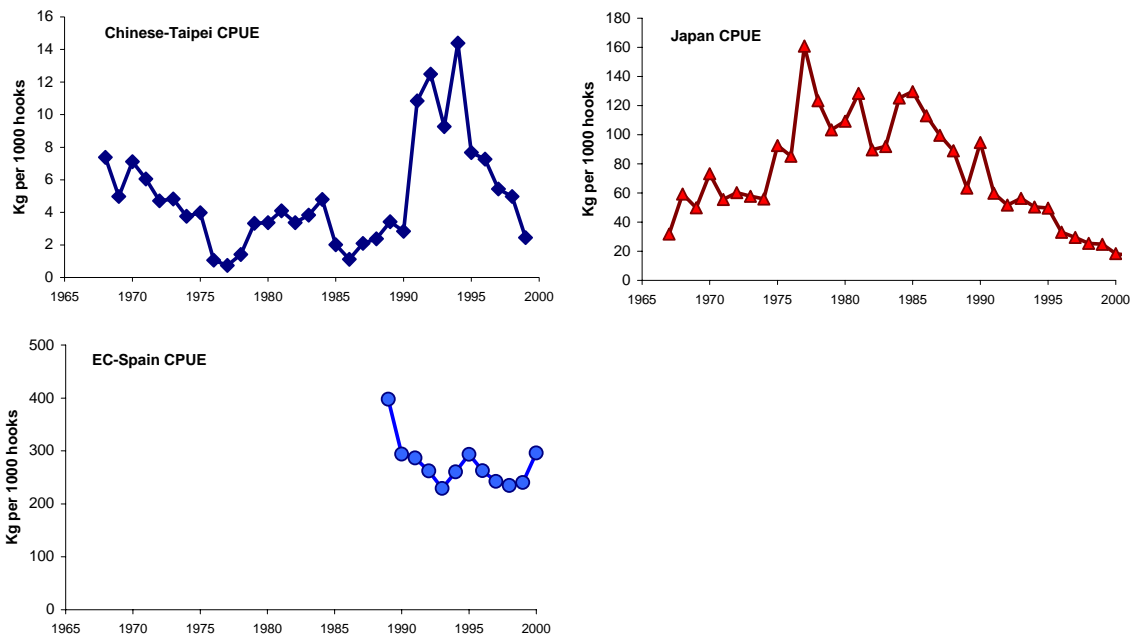 Chinese-Taipei CPUE
Kg per 1000 hooks
16
14
12
10
8
6
4
2
0
1965 1970 1975 1980 1985 1990 1995 2000
Japan CPUE
Kg per 1000 hooks
180
160
140
120
100
80
60
40
20
0
1965 1970 1975 1980 1985 1990 1995 2000
EC-Spain CPUE
Kg per 1000 hooks
500
400
300
200
100
0
1965 1970 1975 1980 1985 1990 1995 2000